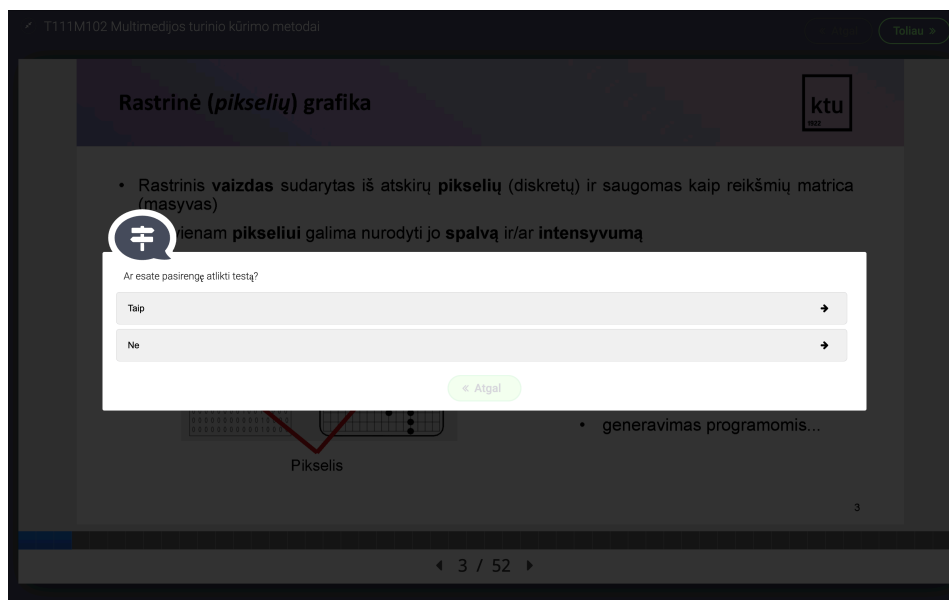 T111M102 Multimedijos turinio kūrimo metodai
Toliau »
Rastrinė (pikselių) grafika
ktu
1922
• Rastrinis vaizdas sudarytas iš atskirų pikselių (diskretų) ir saugomas kaip reikšmių matrica
(masyvas)
vienam pikseliui galima nurodyti jo spalvą ir/ar intensyvumą
Ar esate pasirengę atlikti testą?
Taip
Ne
« Atgal
• generavimas programomis...
Pikselis
3
3 / 52